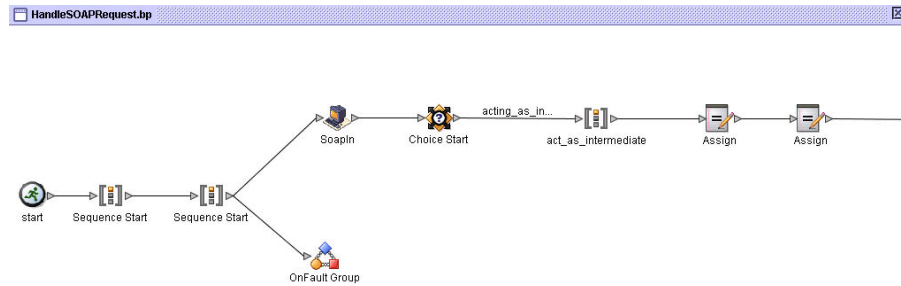 HandleSOAPRequest.bp
acting_as_in...
SoapIn
Choice Start
act_as_intermediate
Assign
Assign
start
Sequence Start
Sequence Start
OnFault Group